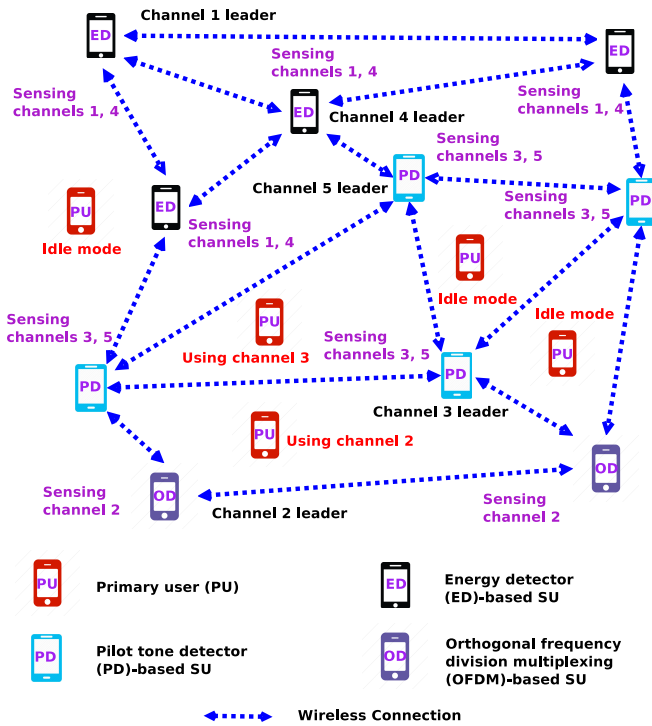 Channel 1 leader
ED
ED
Sensing
channels 1, 4
Sensing
channels 1, 4
Sensing
channels 1, 4
ED
Channel 4 leader
Sensing
channels 3, 5
PD
Channel 5 leader
PD
Sensing
channels 3, 5
PU
Idle mode
ED
Sensing
channels 1, 4
PU
Idle mode
Sensing
channels 3, 5
PU
Using channel 3
Sensing
channels 3, 5
Idle mode
PU
PD
PD
Channel 3 leader
PU
Using channel 2
OD
OD
Sensing
channel 2
Channel 2 leader
Sensing
channel 2
PU
Primary user (PU)
ED
Energy detector
(ED)-based SU
PD
Pilot tone detector
(PD)-based SU
OD
Orthogonal frequency
division multiplexing
(OFDM)-based SU
Wireless Connection